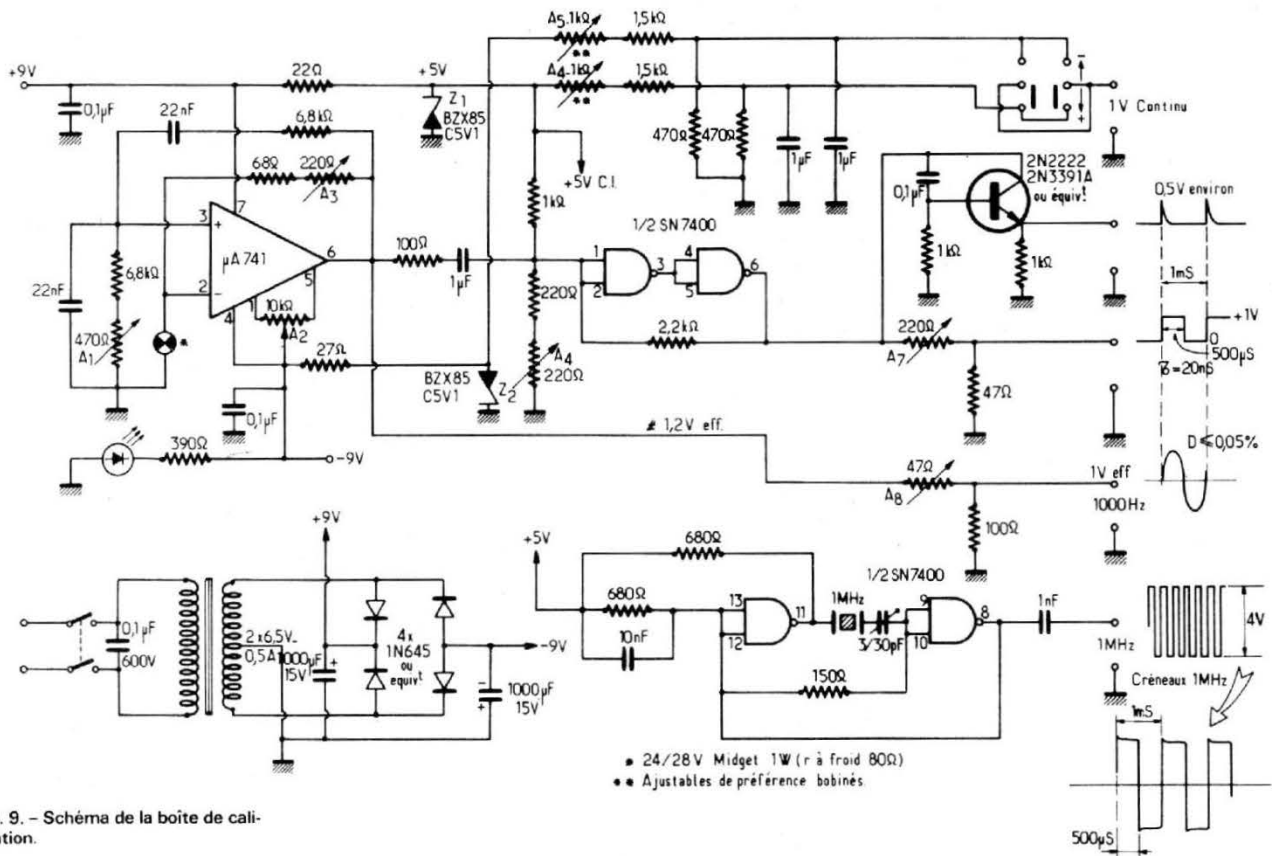 A5 1kΩ
1,5kΩ
**
+9V
22Ω
+5V
A4 1kΩ
1,5kΩ
**
0,1µF
22nF
6,8kΩ
Z1
BZX85
C5V1
470Ω
470Ω
1µF
1µF
−
+
1V Continu
68Ω
220Ω
A3
+5V C.I.
2N2222
2N3391A
ou équivt
0,1µF
0,5V environ
3
+
7
1kΩ
1/2 SN7400
µA 741
6
100Ω
1µF
1
2
3
4
5
6
1kΩ
1kΩ
1mS
22nF
6,8kΩ
2
−
4
1
5
10kΩ
A2
220Ω
2,2kΩ
220Ω
A7
+1V
0
470Ω
A1
*
27Ω
BZX85
C5V1
Z2
A4
220Ω
47Ω
500µS
= 20nS
0,1µF
≠ 1,2V eff.
D ≤ 0,05%
390Ω
−9V
47Ω
A8
1V eff
1000Hz
100Ω
+9V
+5V
680Ω
1/2 SN7400
0,1µF
600V
2x6,5V
0,5A
1000µF
15V
+
4x
1N645
ou
equivt
−9V
−
+
1000µF
15V
680Ω
10nF
13
12
11
1MHz
3/30pF
9
10
8
1nF
1MHz
4V
150Ω
Créneaux 1MHz
1mS
* 24/28V Midget 1W (r à froid 80Ω)
** Ajustables de préférence bobinés
500µS
. 9. – Schéma de la boîte de cali-
tion.